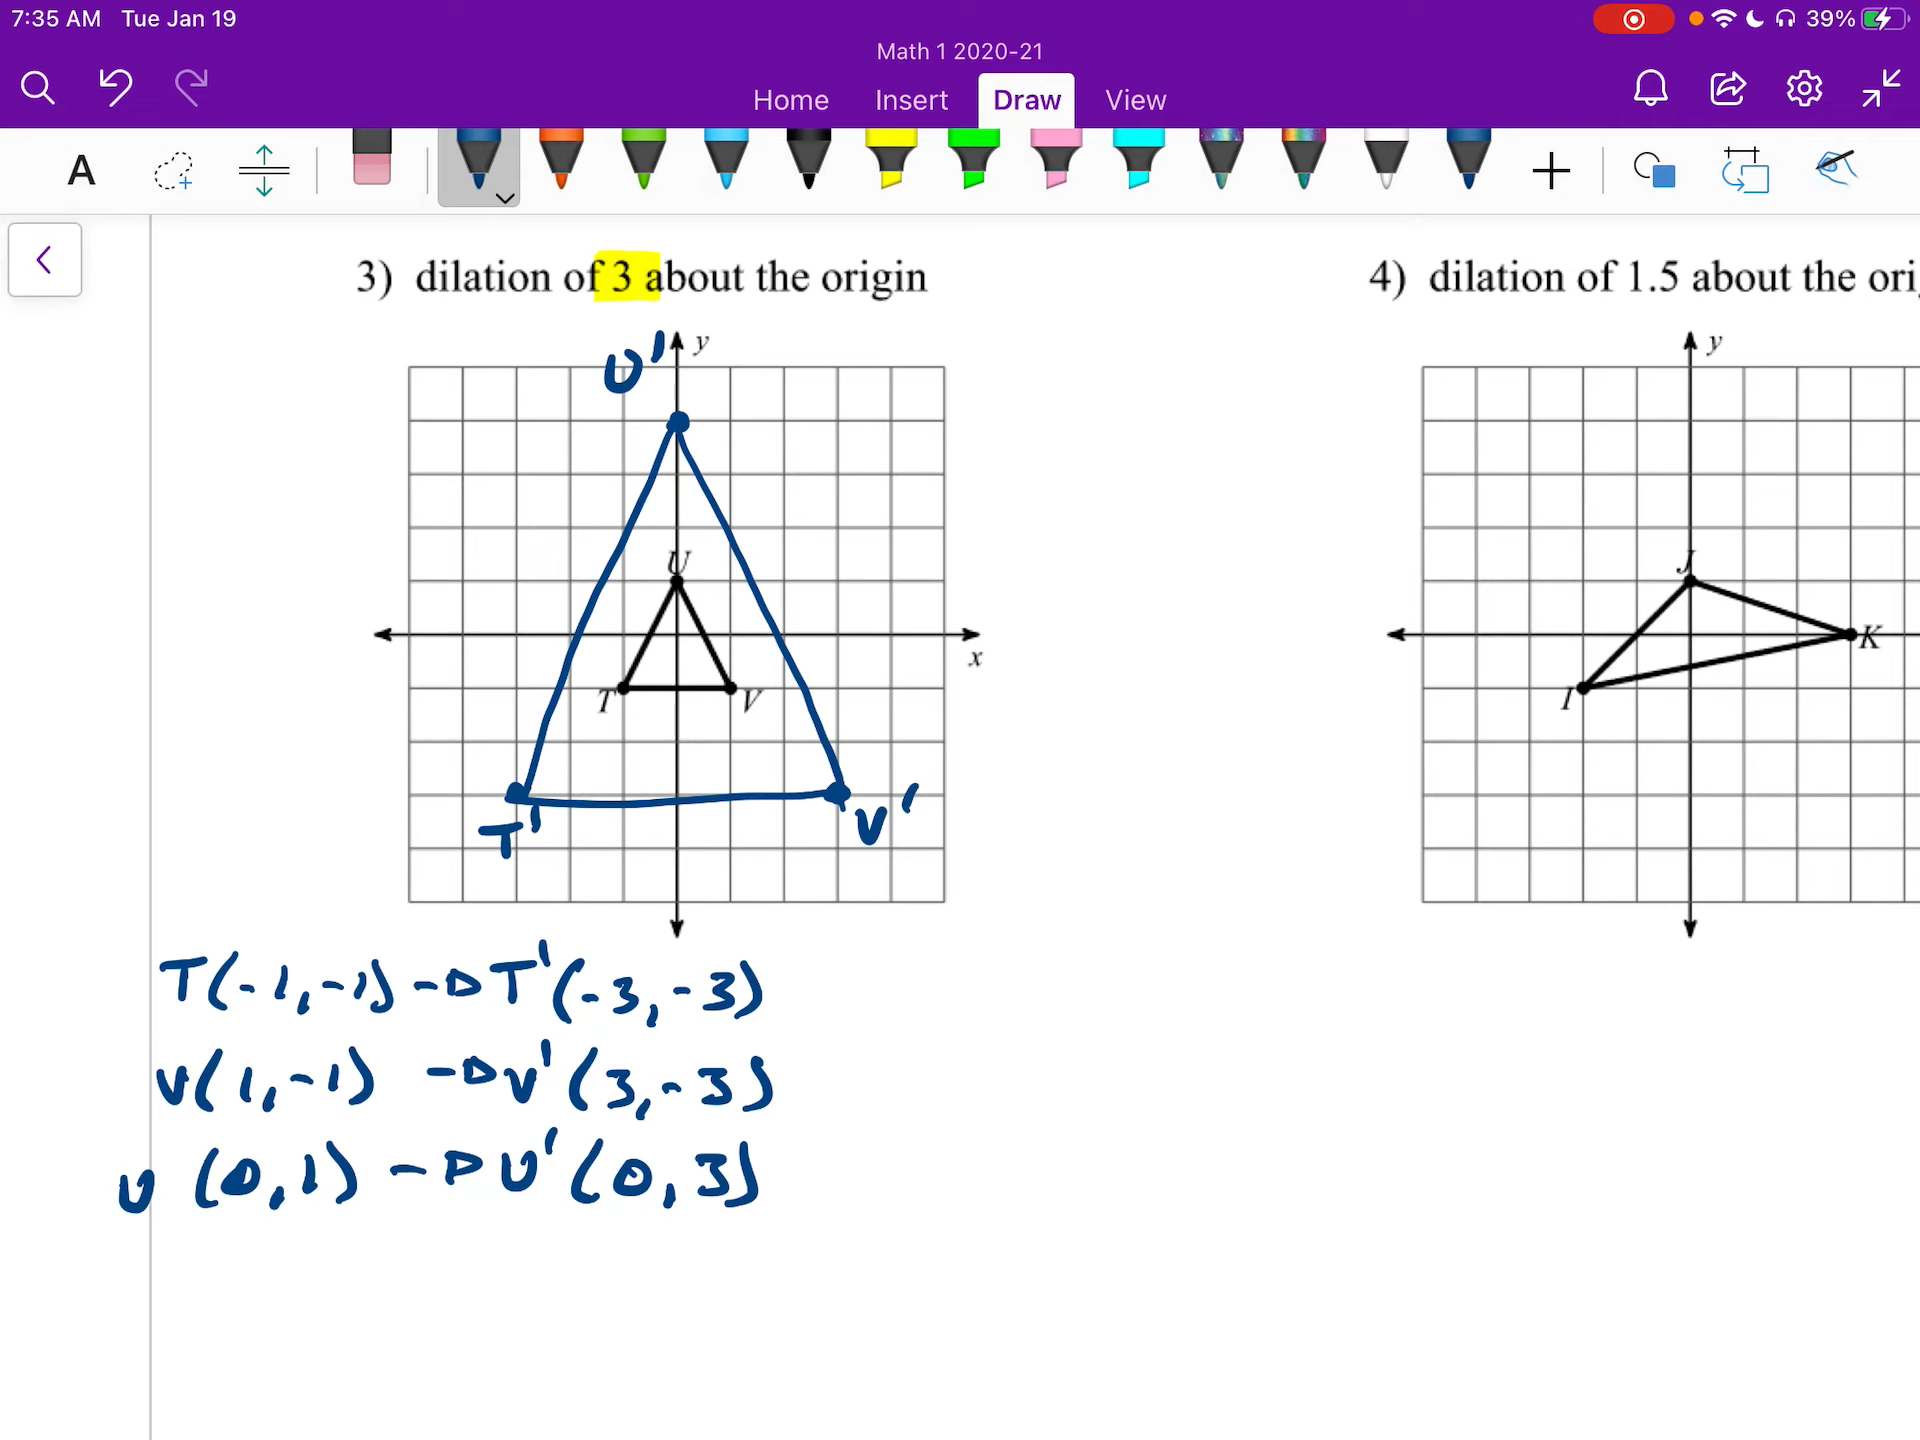 7:35 AM Tue Jan 19
39%
Math 1 2020-21
Home Insert Draw View
A
3) dilation of 3 about the origin
4) dilation of 1.5 about the ori
U' y
y
U
J
x
K
T V
I
T' V'
T(-1,-1) → T'(-3,-3)
V(1,-1) → V'(3,-3)
U (0,1) → U'(0,3)